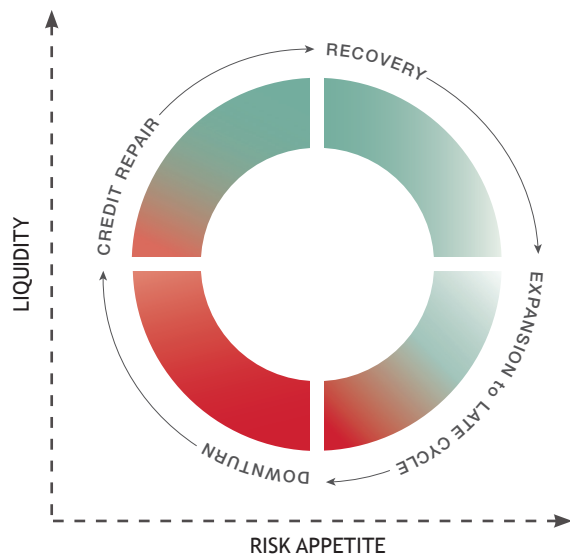 RECOVERY
CREDIT REPAIR
LIQUIDITY
EXPANSION to LATE CYCLE
DOWNTURN
RISK APPETITE